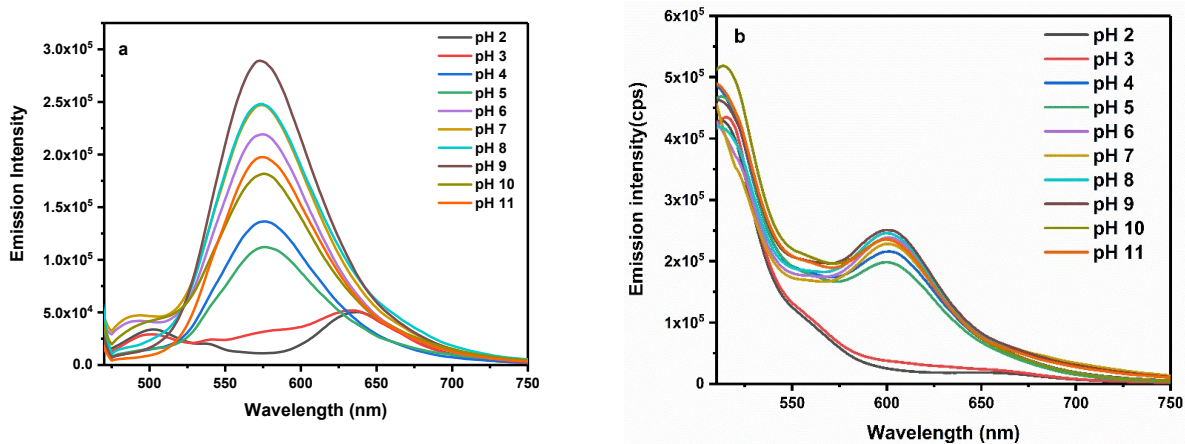 a
Emission Intensity
3.0x10⁵
2.5x10⁵
2.0x10⁵
1.5x10⁵
1.0x10⁵
5.0x10⁴
0.0
pH 2
pH 3
pH 4
pH 5
pH 6
pH 7
pH 8
pH 9
pH 10
pH 11
500 550 600 650 700 750
Wavelength (nm)
b
Emission intensity(cps)
6x10⁵
5x10⁵
4x10⁵
3x10⁵
2x10⁵
1x10⁵
0
pH 2
pH 3
pH 4
pH 5
pH 6
pH 7
pH 8
pH 9
pH 10
pH 11
550 600 650 700 750
Wavelength (nm)